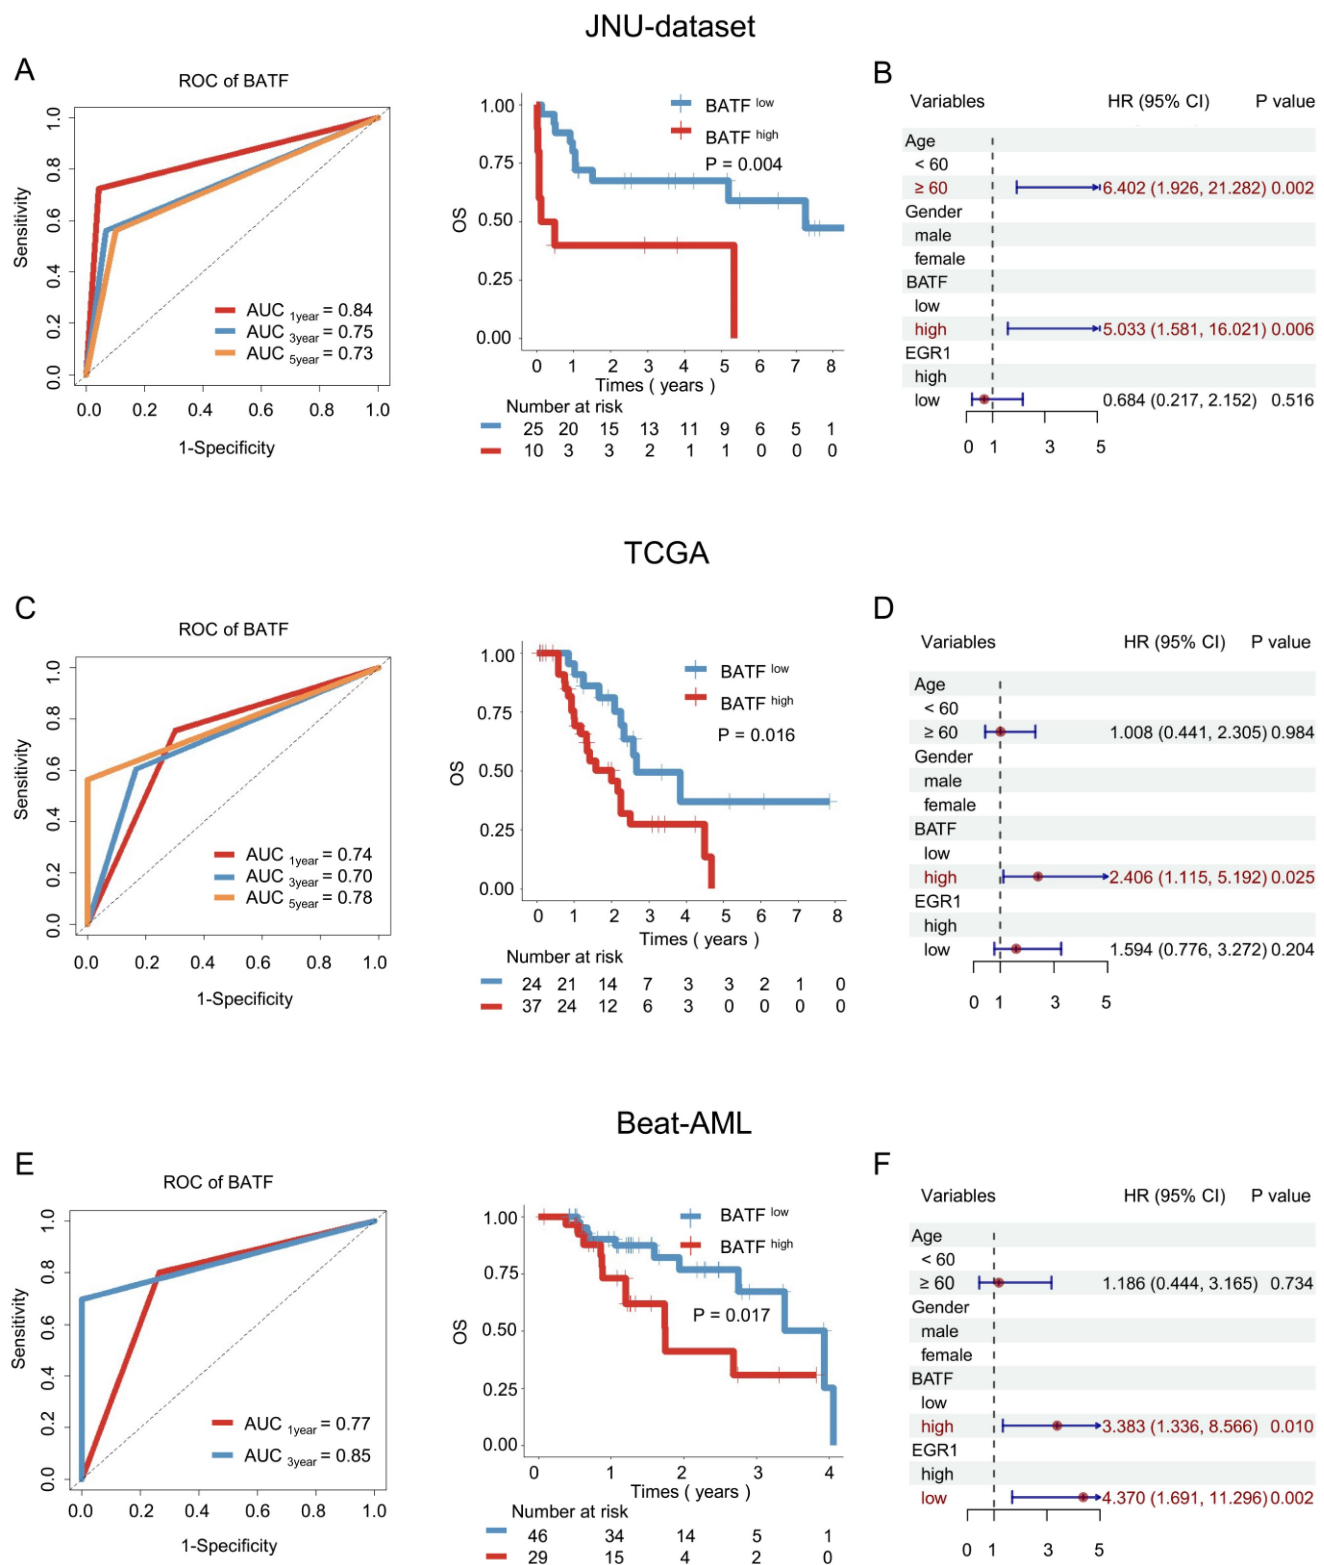 JNU-dataset
A
ROC of BATF
Sensitivity
1.0
0.8
0.6
0.4
0.2
0.0
AUC 1year = 0.84
AUC 3year = 0.75
AUC 5year = 0.73
0.0 0.2 0.4 0.6 0.8 1.0
1-Specificity
OS
1.00
0.75
0.50
0.25
0.00
BATF low
BATF high
P = 0.004
0 1 2 3 4 5 6 7 8
Times ( years )
Number at risk
25 20 15 13 11 9 6 5 1
10 3 3 2 1 1 0 0 0
B
Variables HR (95% CI) P value
Age
< 60
≥ 60 6.402 (1.926, 21.282) 0.002
Gender
male
female
BATF
low
high 5.033 (1.581, 16.021) 0.006
EGR1
high
low 0.684 (0.217, 2.152) 0.516
0 1 3 5
TCGA
C
ROC of BATF
Sensitivity
1.0
0.8
0.6
0.4
0.2
0.0
AUC 1year = 0.74
AUC 3year = 0.70
AUC 5year = 0.78
0.0 0.2 0.4 0.6 0.8 1.0
1-Specificity
OS
1.00
0.75
0.50
0.25
0.00
BATF low
BATF high
P = 0.016
0 1 2 3 4 5 6 7 8
Times ( years )
Number at risk
24 21 14 7 3 3 2 1 0
37 24 12 6 3 0 0 0 0
D
Variables HR (95% CI) P value
Age
< 60
≥ 60 1.008 (0.441, 2.305) 0.984
Gender
male
female
BATF
low
high 2.406 (1.115, 5.192) 0.025
EGR1
high
low 1.594 (0.776, 3.272) 0.204
0 1 3 5
Beat-AML
E
ROC of BATF
Sensitivity
1.0
0.8
0.6
0.4
0.2
0.0
AUC 1year = 0.77
AUC 3year = 0.85
0.0 0.2 0.4 0.6 0.8 1.0
1-Specificity
OS
1.00
0.75
0.50
0.25
0.00
BATF low
BATF high
P = 0.017
0 1 2 3 4
Times ( years )
Number at risk
46 34 14 5 1
29 15 4 2 0
F
Variables HR (95% CI) P value
Age
< 60
≥ 60 1.186 (0.444, 3.165) 0.734
Gender
male
female
BATF
low
high 3.383 (1.336, 8.566) 0.010
EGR1
high
low 4.370 (1.691, 11.296) 0.002
0 1 3 5